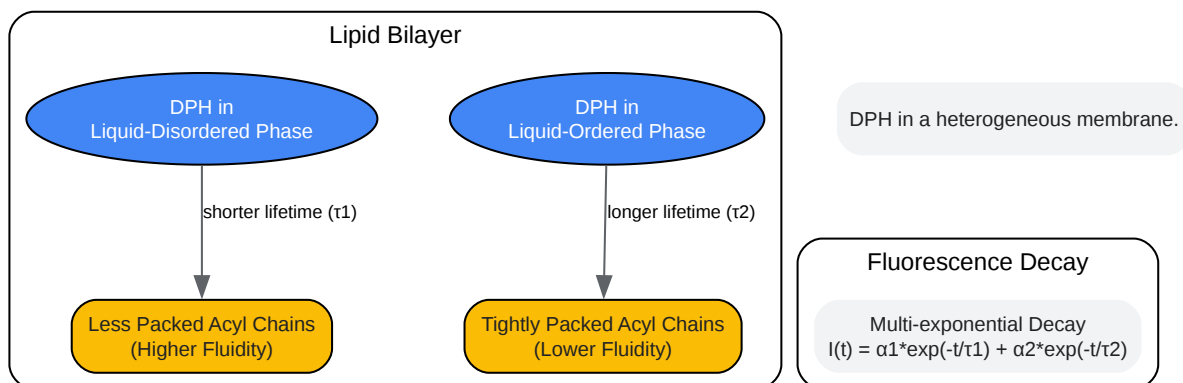 Lipid Bilayer
DPH in
Liquid-Disordered Phase
DPH in
Liquid-Ordered Phase
DPH in a heterogeneous membrane.
shorter lifetime (τ1)
longer lifetime (τ2)
Less Packed Acyl Chains
(Higher Fluidity)
Tightly Packed Acyl Chains
(Lower Fluidity)
Fluorescence Decay
Multi-exponential Decay
I(t) = α1*exp(-t/τ1) + α2*exp(-t/τ2)